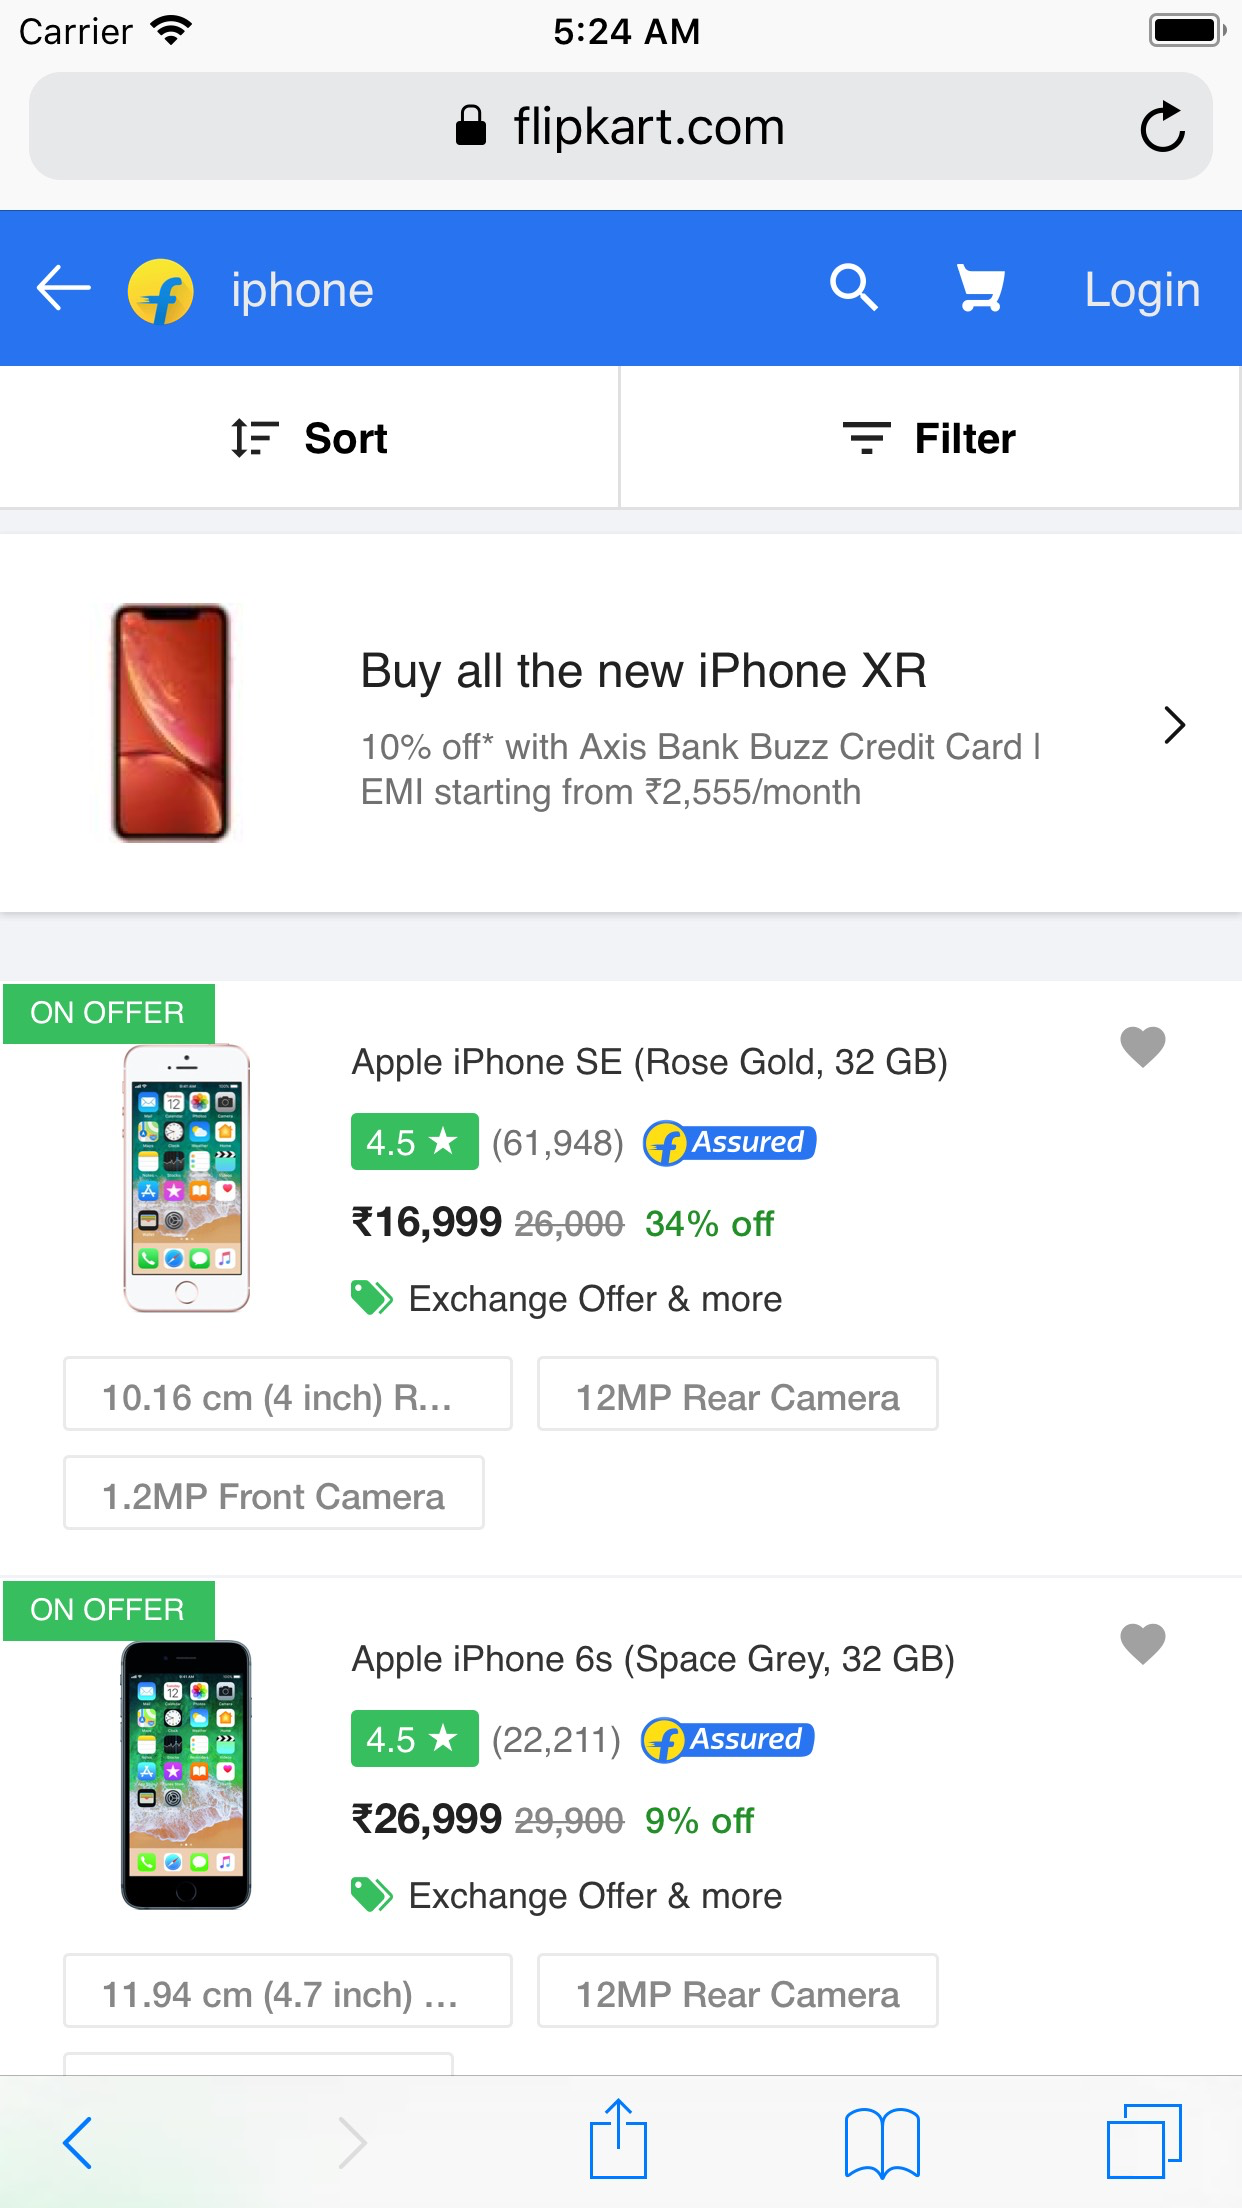 Carrier 5:24 AM
flipkart.com
iphone Login
Sort Filter
Buy all the new iPhone XR
10% off* with Axis Bank Buzz Credit Card l
EMI starting from ₹2,555/month
ON OFFER
Apple iPhone SE (Rose Gold, 32 GB)
4.5 ★ (61,948) Assured
₹16,999 26,000 34% off
Exchange Offer & more
10.16 cm (4 inch) R... 12MP Rear Camera
1.2MP Front Camera
ON OFFER
Apple iPhone 6s (Space Grey, 32 GB)
4.5 ★ (22,211) Assured
₹26,999 29,900 9% off
Exchange Offer & more
11.94 cm (4.7 inch) ... 12MP Rear Camera